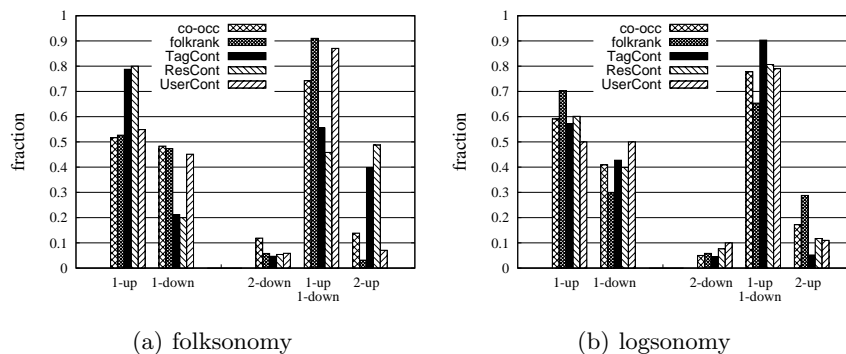 1
0.9
0.8
0.7
0.6
0.5
0.4
0.3
0.2
0.1
0
fraction
co-occ
folkrank
TagCont
ResCont
UserCont
1-up 1-down 2-down 1-up 2-up
1-down
(a) folksonomy
1
0.9
0.8
0.7
0.6
0.5
0.4
0.3
0.2
0.1
0
fraction
co-occ
folkrank
TagCont
ResCont
UserCont
1-up 1-down 2-down 1-up 2-up
1-down
(b) logsonomy